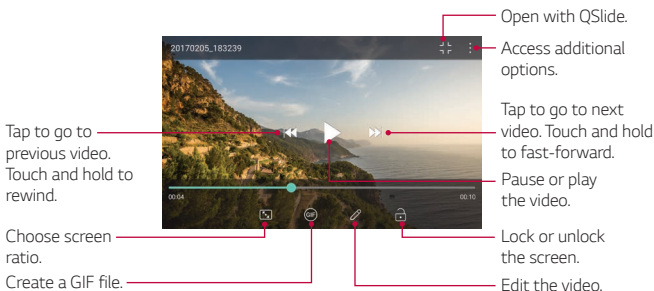 Open with QSlide.
20170205_183239
Access additional
options.
Tap to go to
previous video.
Touch and hold to
rewind.
Tap to go to next
video. Touch and hold
to fast-forward.
Pause or play
the video.
00:04
00:10
GIF
Choose screen
ratio.
Lock or unlock
the screen.
Create a GIF file.
Edit the video.